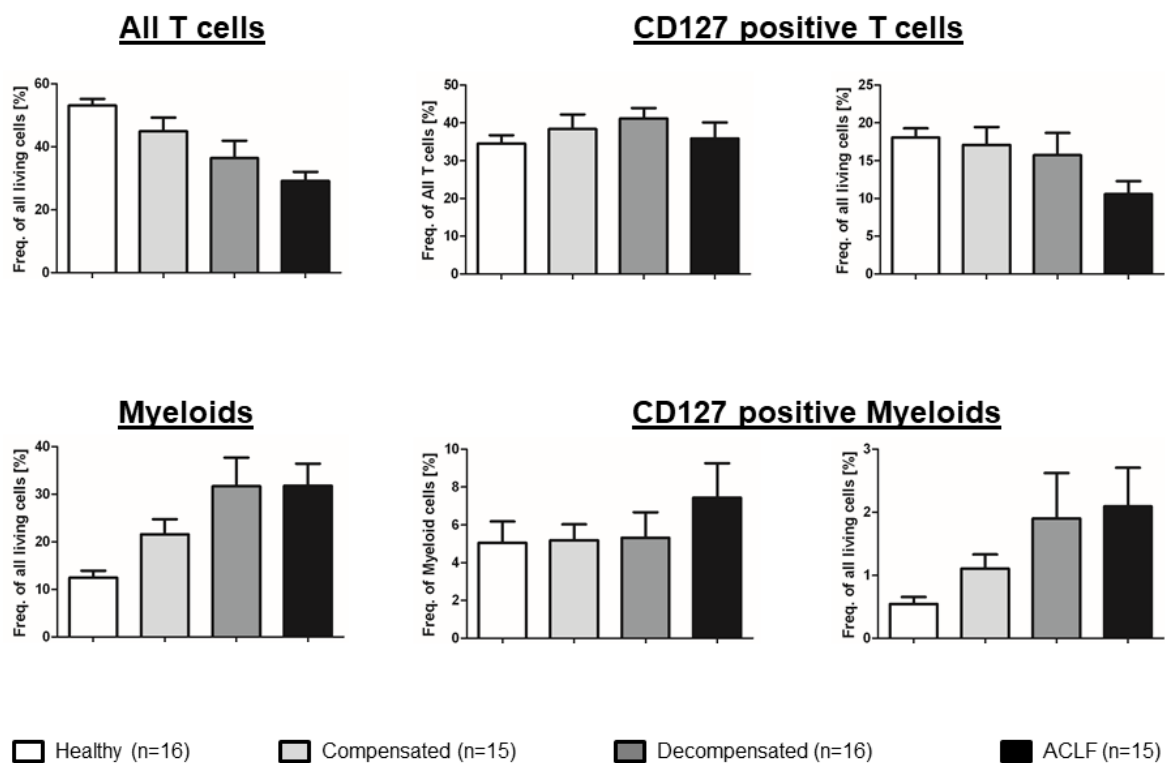 All T cells
CD127 positive T cells
Freq. of all living cells [%]
60
40
20
0
Freq. of All T cells [%]
50
40
30
20
10
0
Freq. of all living cells [%]
25
20
15
10
5
0
Myeloids
CD127 positive Myeloids
Freq. of all living cells [%]
40
30
20
10
0
Freq. of Myeloid cells [%]
10
8
6
4
2
0
Freq. of all living cells [%]
3
2
1
0
Healthy (n=16)
Compensated (n=15)
Decompensated (n=16)
ACLF (n=15)